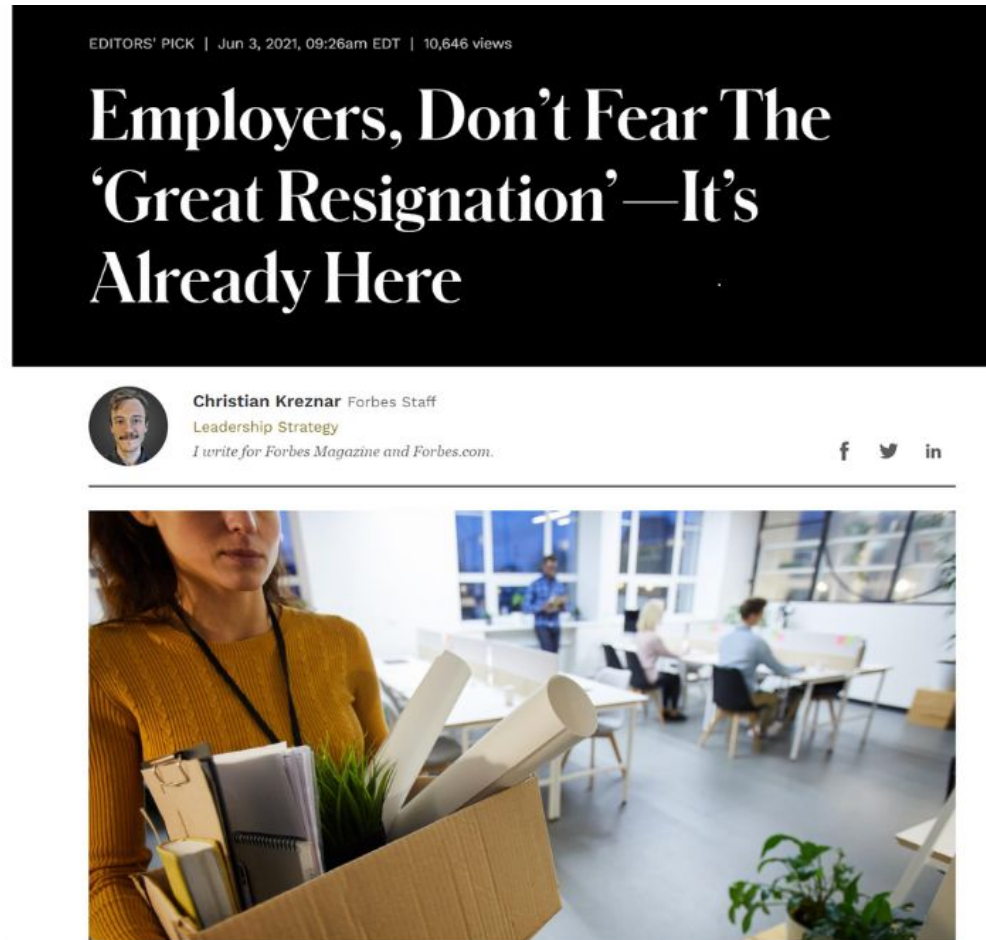 EDITORS' PICK | Jun 3, 2021, 09:26am EDT | 10,646 views
Employers, Don’t Fear The
‘Great Resignation’—It’s
Already Here
Christian Kreznar Forbes Staff
Leadership Strategy
I write for Forbes Magazine and Forbes.com.